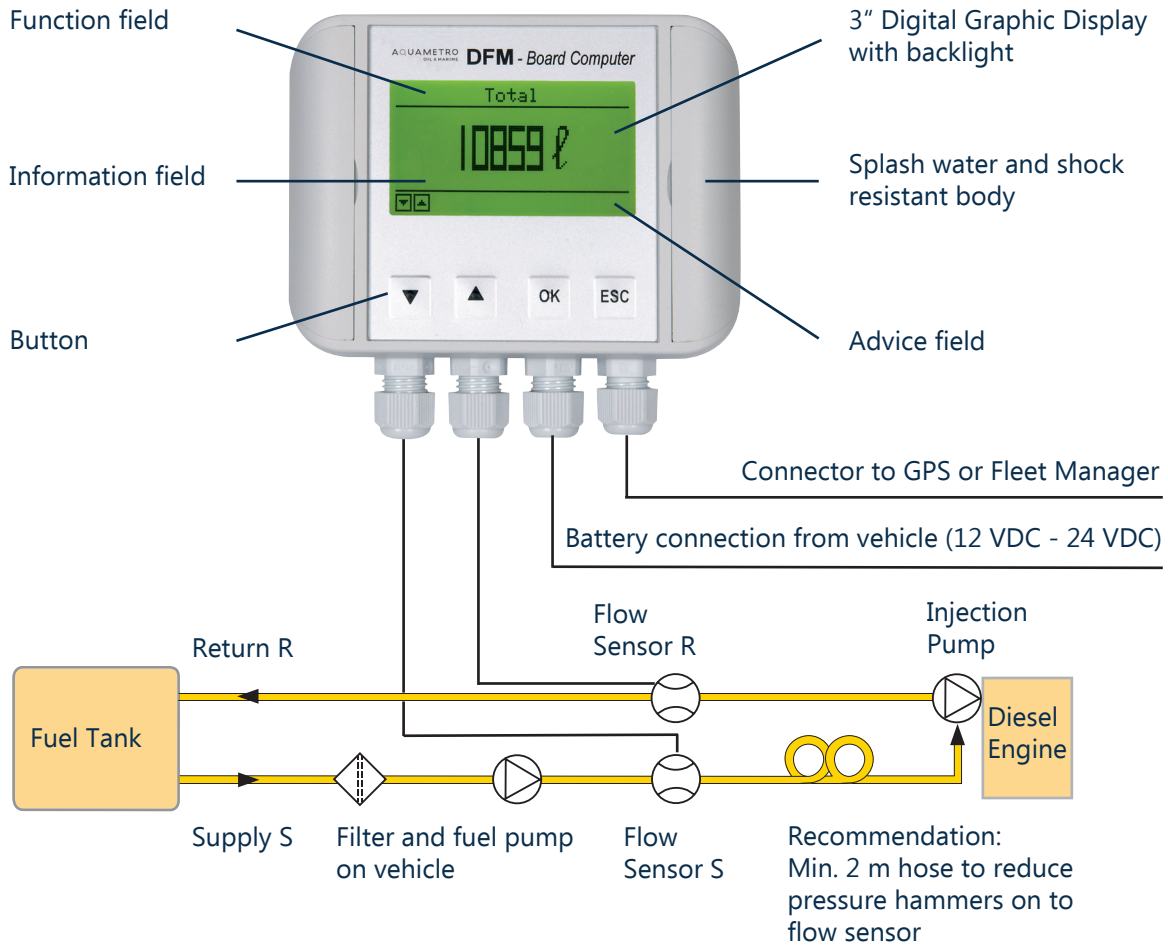 Function field
3“ Digital Graphic Display
with backlight
AQUAMETRO
OIL & MARINE
DFM - Board Computer
Total
10859 ℓ
Information field
Splash water and shock
resistant body
OK
ESC
Button
Advice field
Connector to GPS or Fleet Manager
Battery connection from vehicle (12 VDC - 24 VDC)
Flow
Sensor R
Injection
Pump
Return R
Fuel Tank
Diesel
Engine
Supply S
Filter and fuel pump
on vehicle
Flow
Sensor S
Recommendation:
Min. 2 m hose to reduce
pressure hammers on to
flow sensor